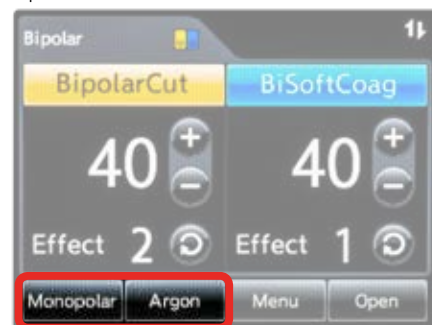 Bipolar
BipolarCut BiSoftCoag
40 + - 40 + -
Effect 2 Effect 1
Monopolar Argon Menu Open